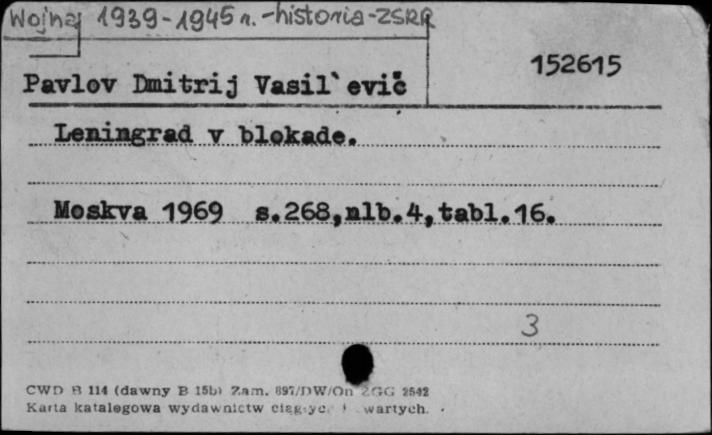 Wojna 1939-1945 r. -historia-ZSRR
152615
Pavlov Dmitrij Vasil`evič
Leningrad v blokade.
Moskva 1969 s.268,nlb.4,tabl.16.
3
CWD B 114 (dawny B 15b) Zam. 897/DW/On ZGG 2542
Karta katalogowa wydawnictw wartych.